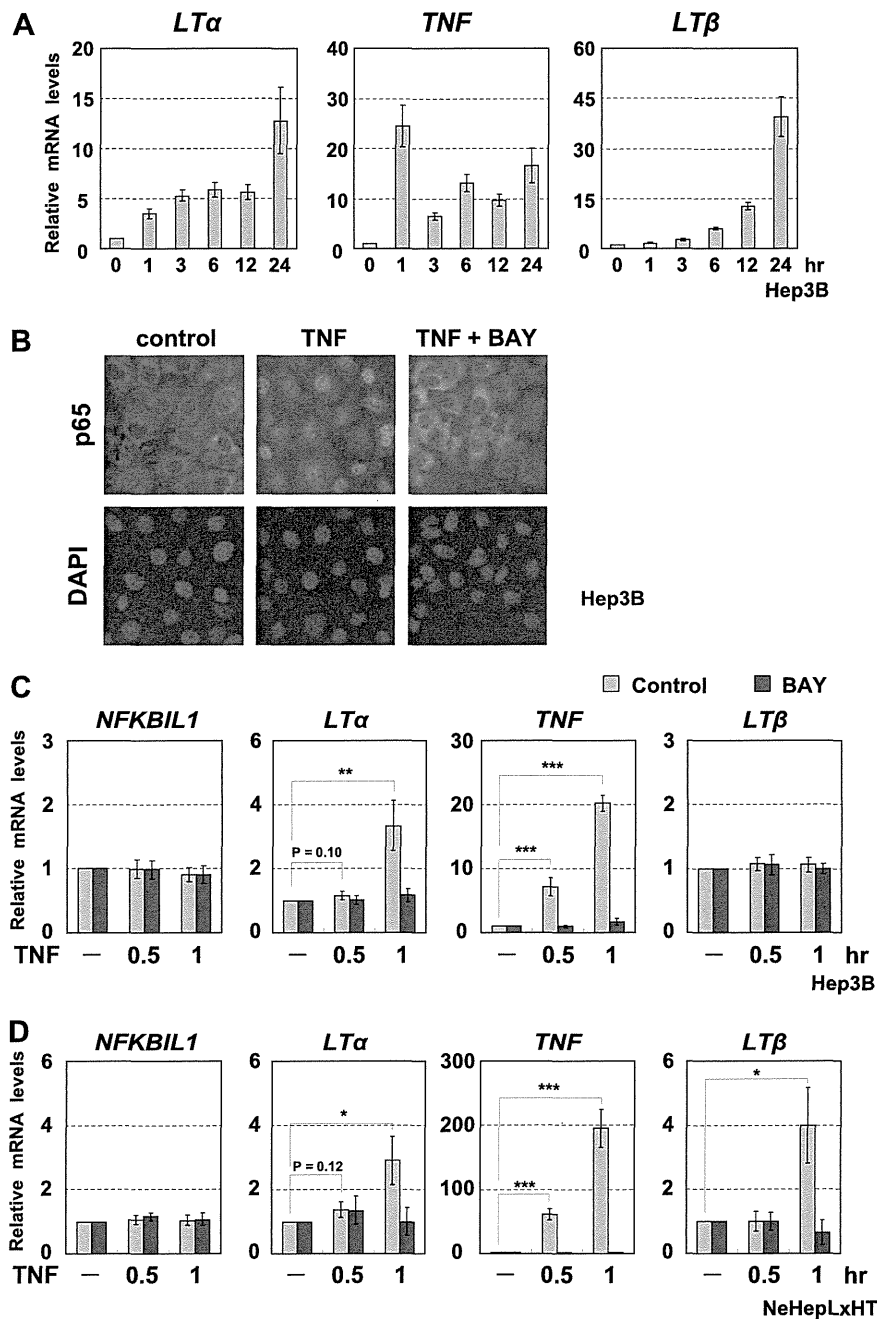 A
LTα TNF LTβ
Relative mRNA levels
20 40 60
15 30 45
10 20 30
5 10 15
0 0 0
0 1 3 6 12 24 0 1 3 6 12 24 0 1 3 6 12 24 hr
Hep3B
B
control TNF TNF + BAY
p65
DAPI
Hep3B
C
Control BAY
NFKBIL1 LTα TNF LTβ
Relative mRNA levels
3 6 30 3
2 4 20 2
1 2 10 1
0 0 0 0
** *** P = 0.10 ***
TNF — 0.5 1 — 0.5 1 — 0.5 1 — 0.5 1 hr
Hep3B
D
NFKBIL1 LTα TNF LTβ
Relative mRNA levels
6 6 300 6
4 4 200 4
2 2 100 2
0 0 0 0
* *** * P = 0.12 ***
TNF — 0.5 1 — 0.5 1 — 0.5 1 — 0.5 1 hr
NeHepLxHT